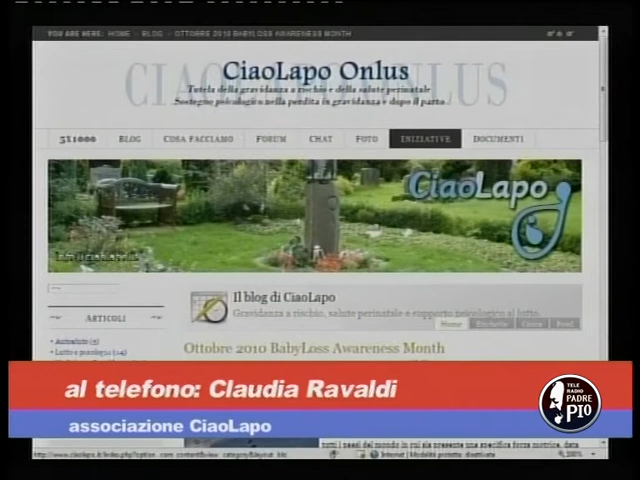 YOU ARE HERE: HOME BLOG OTTOBRE 2010 BABYLOSS AWARENESS MONTH
CiaoLapo Onlus
Tutela della gravidanza a rischio e della salute perinatale
Sostegno psicologico nella perdita in gravidanza e dopo il parto
5X1000 BLOG COSA FACCIAMO FORUM CHAT FOTO INIZIATIVE DOCUMENTI
CiaoLapo
Il blog di CiaoLapo
Gravidanza a rischio, salute perinatale e supporto psicologico al lutto
Home
ARTICOLI
Ottobre 2010 BabyLoss Awareness Month
al telefono: Claudia Ravaldi
associazione CiaoLapo
TELE
RADIO
PADRE
PIO